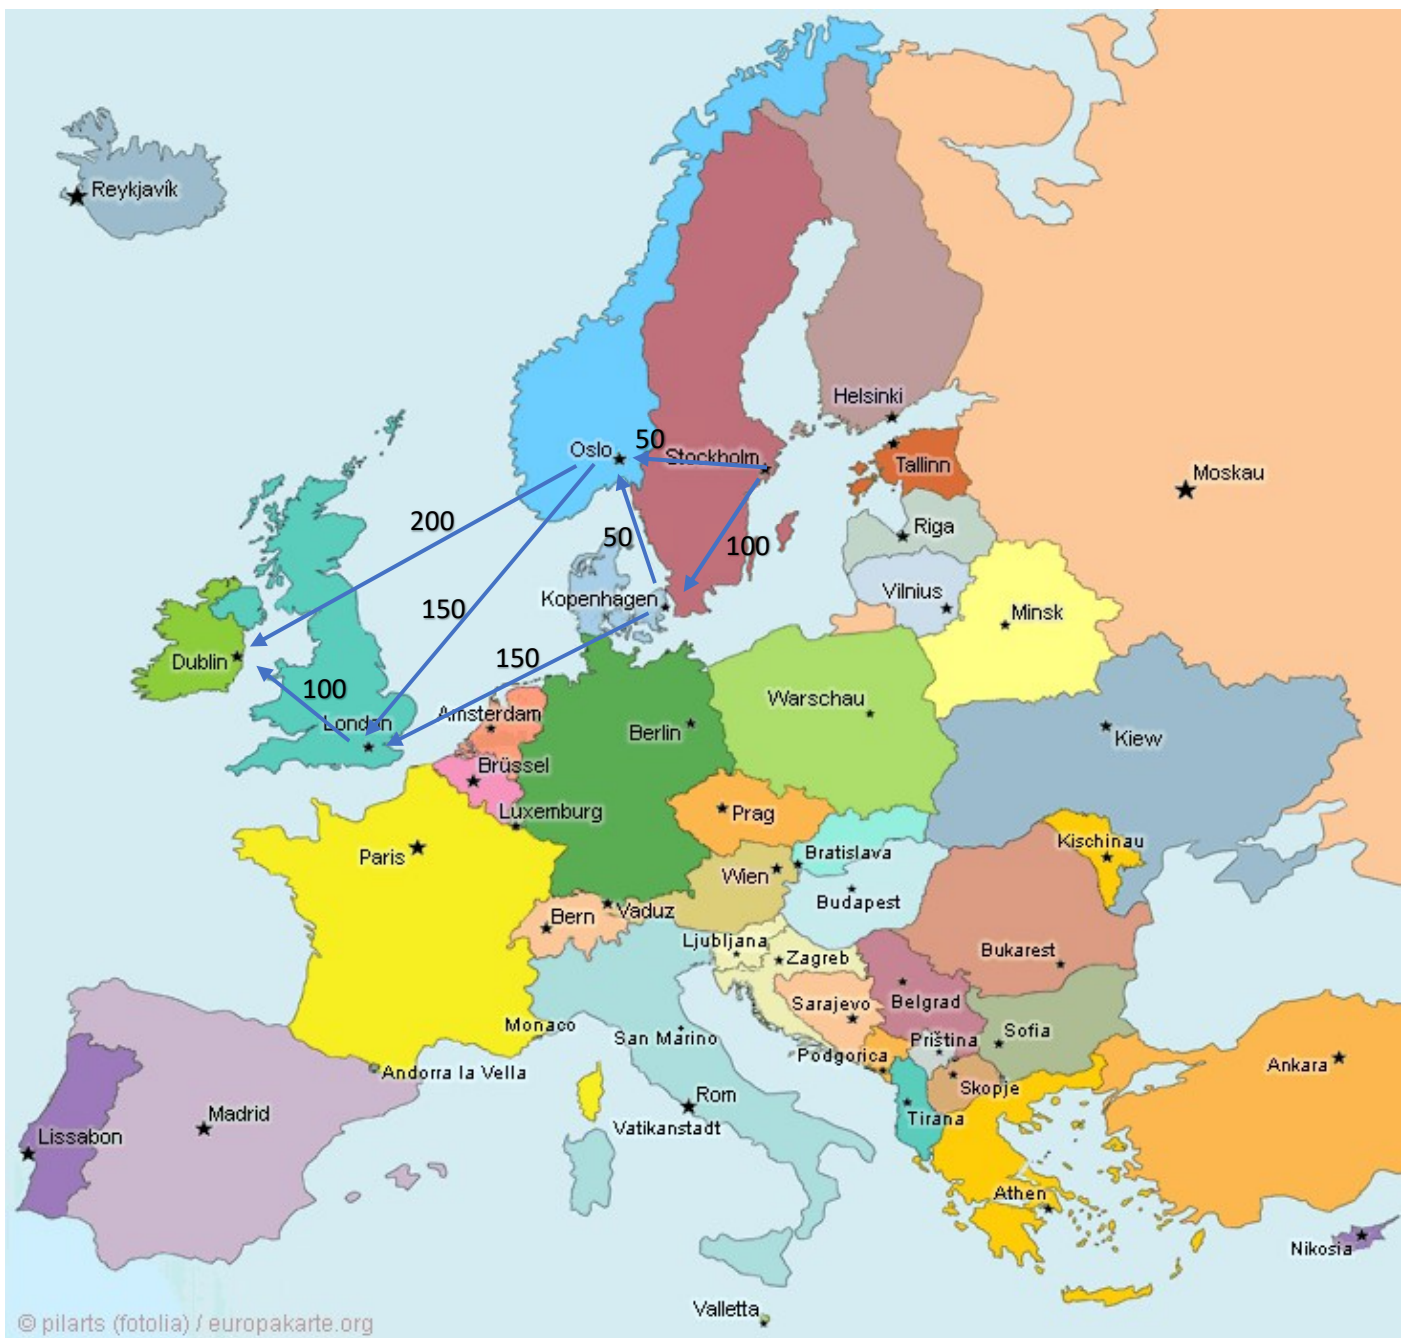 Reykjavík
Helsinki
50
Oslo
Stockholm
Tallinn
Moskau
200
Riga
50
100
Vilnius
Kopenhagen
150
Minsk
Dublin
150
100
Warschau
London
Amsterdam
Berlin
Kiew
Brüssel
Luxemburg
Prag
Paris
Kischinau
Bratislava
Wien
Budapest
Vaduz
Bern
Ljubljana
Zagreb
Bukarest
Sarajevo
Belgrad
Monaco
San Marino
Priština
Sofia
Podgorica
Andorra la Vella
Ankara
Skopje
Rom
Madrid
Tirana
Vatikanstadt
Lissabon
Athen
Nikosia
Valletta
© pilarts (fotolia) / europakarte.org